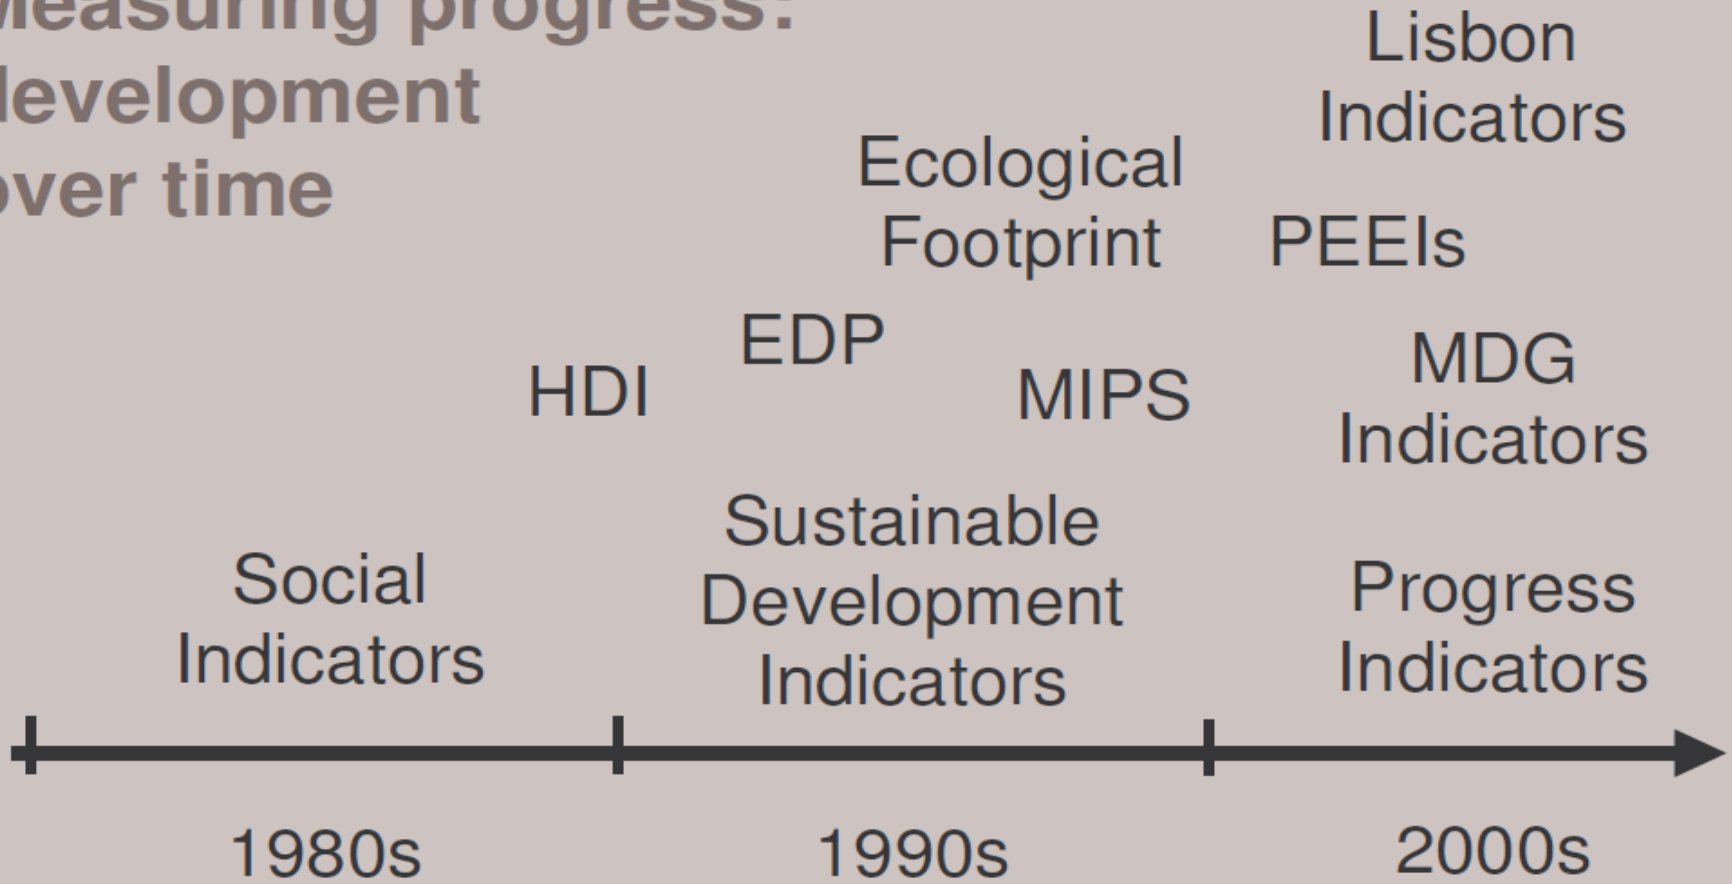 Measuring progress:
development
over time
Lisbon
Indicators
Ecological
Footprint
PEEIs
EDP
HDI
MIPS
MDG
Indicators
Sustainable
Development
Indicators
Social
Indicators
Progress
Indicators
1980s
1990s
2000s